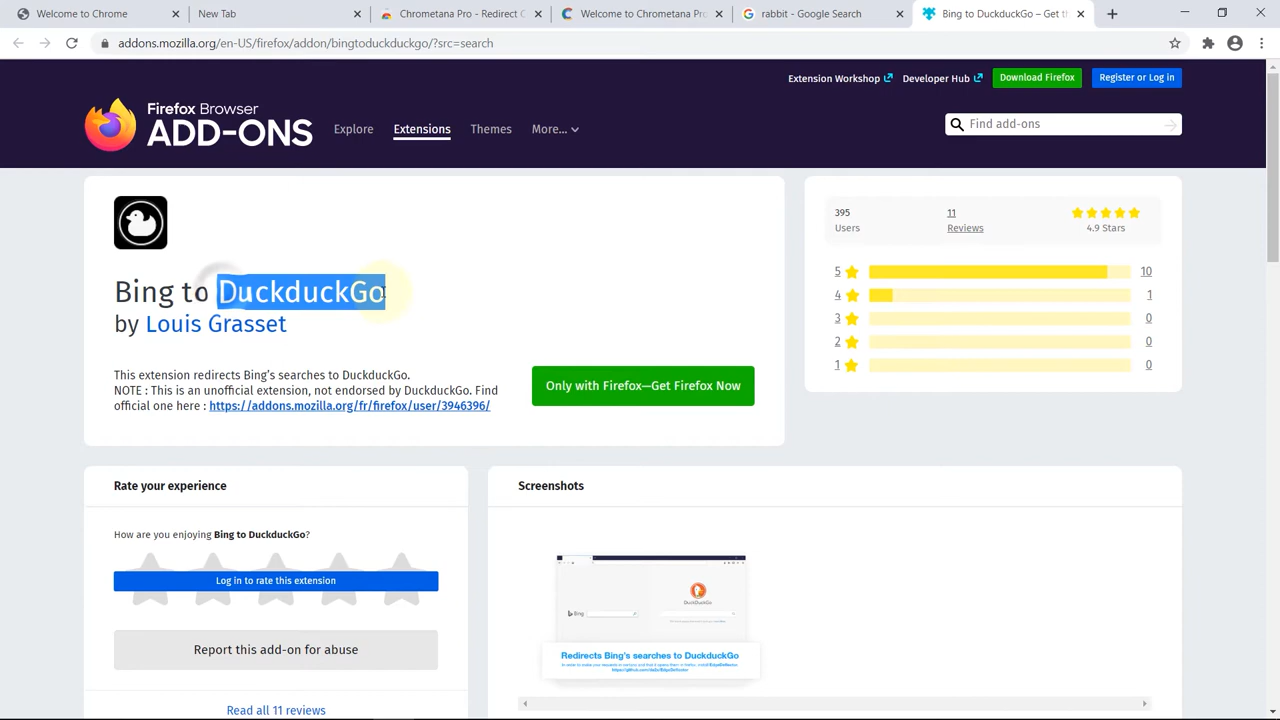 Welcome to Chrome
New Tab
Chrometana Pro - Redirect C
Welcome to Chrometana Pro
rabbit - Google Search
Bing to DuckduckGo – Get th
addons.mozilla.org/en-US/firefox/addon/bingtoduckduckgo/?src=search
Extension Workshop
Developer Hub
Download Firefox
Register or Log in
Firefox Browser
ADD-ONS
Explore
Extensions
Themes
More...
Find add-ons
Bing to DuckduckGo
by Louis Grasset
This extension redirects Bing's searches to DuckduckGo.
NOTE : This is an unofficial extension, not endorsed by DuckduckGo. Find
official one here : https://addons.mozilla.org/fr/firefox/user/3946396/
Only with Firefox—Get Firefox Now
395
Users
11
Reviews
4.9 Stars
5
10
4
1
3
0
2
0
1
0
Rate your experience
How are you enjoying Bing to DuckduckGo?
Log in to rate this extension
Report this add-on for abuse
Read all 11 reviews
Screenshots
Bing
DuckDuckGo
Redirects Bing's searches to DuckduckGo